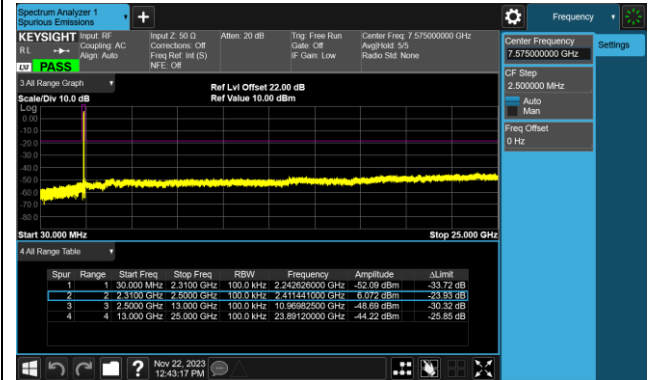 Spectrum Analyzer 1
Spurious Emissions
Frequency
KEYSIGHT Input: RF Input Z: 50 Ω Atten: 20 dB Trig: Free Run Center Freq: 7.575000000 GHz
RL Coupling: AC Corrections: Off Gate: Off Avg|Hold: 5/5
Align: Auto Freq Ref: Int (S) IF Gain: Low Radio Std: None
LXI PASS NFE: Off
Center Frequency
7.575000000 GHz
Settings
CF Step
2.500000 MHz
Auto
Man
Freq Offset
0 Hz
3 All Range Graph
Ref Lvl Offset 22.00 dB
Scale/Div 10.0 dB Ref Value 10.00 dBm
Log
0.00
-10.0
-20.0
-30.0
-40.0
-50.0
-60.0
-70.0
-80.0
Start 30.000 MHz Stop 25.000 GHz
4 All Range Table
Spur Range Start Freq Stop Freq RBW Frequency Amplitude ΔLimit
1 1 30.000 MHz 2.3100 GHz 100.0 kHz 2.242626000 GHz -52.09 dBm -33.72 dB
2 2 2.3100 GHz 2.5000 GHz 100.0 kHz 2.411441000 GHz 6.072 dBm -23.93 dB
3 3 2.5000 GHz 13.000 GHz 100.0 kHz 10.96982500 GHz -48.69 dBm -30.32 dB
4 4 13.000 GHz 25.000 GHz 100.0 kHz 23.89120000 GHz -44.22 dBm -25.85 dB
Nov 22, 2023
12:43:17 PM